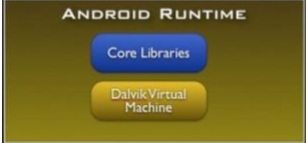 ANDROID RUNTIME
Core Libraries
Dalvik Virtual
Machine